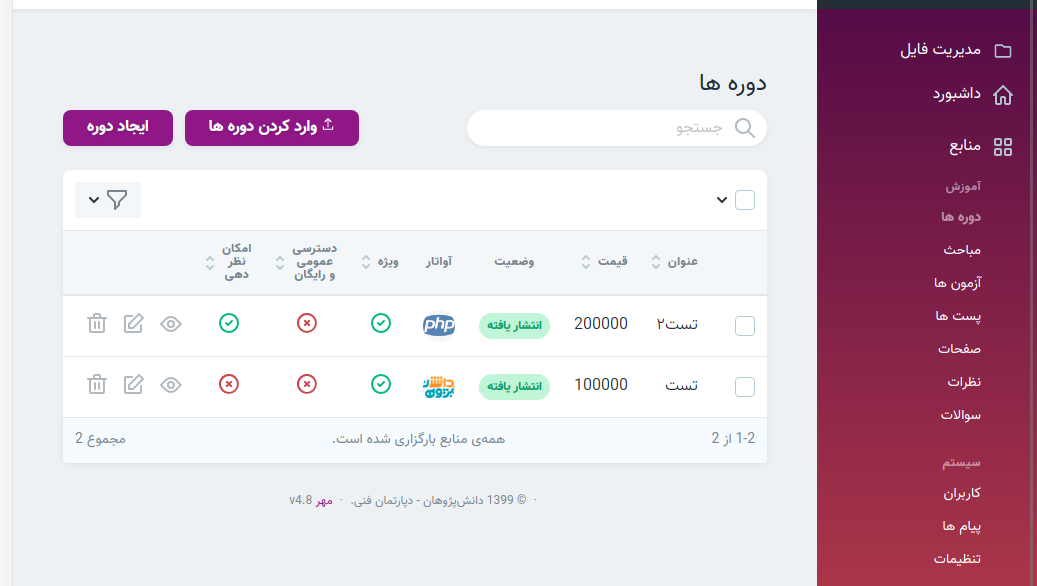 مدیریت فایل
داشبورد
منابع
آموزش
دوره ها
مباحث
آزمون ها
پست ها
صفحات
نظرات
سوالات
سیستم
کاربران
پیام ها
تنظیمات
دوره ها
جستجو
وارد کردن دوره ها
ایجاد دوره
عنوان قیمت وضعیت آواتار ویژه دسترسی عمومی و رایگان امکان نظر دهی
تست۲ 200000 انتشار یافته php
تست 100000 انتشار یافته دانش پژوهان
1-2 از 2 همه‌ی منابع بارگزاری شده است. مجموع 2
· © 1399 دانش‌پژوهان - دپارتمان فنی. · مهر v4.8